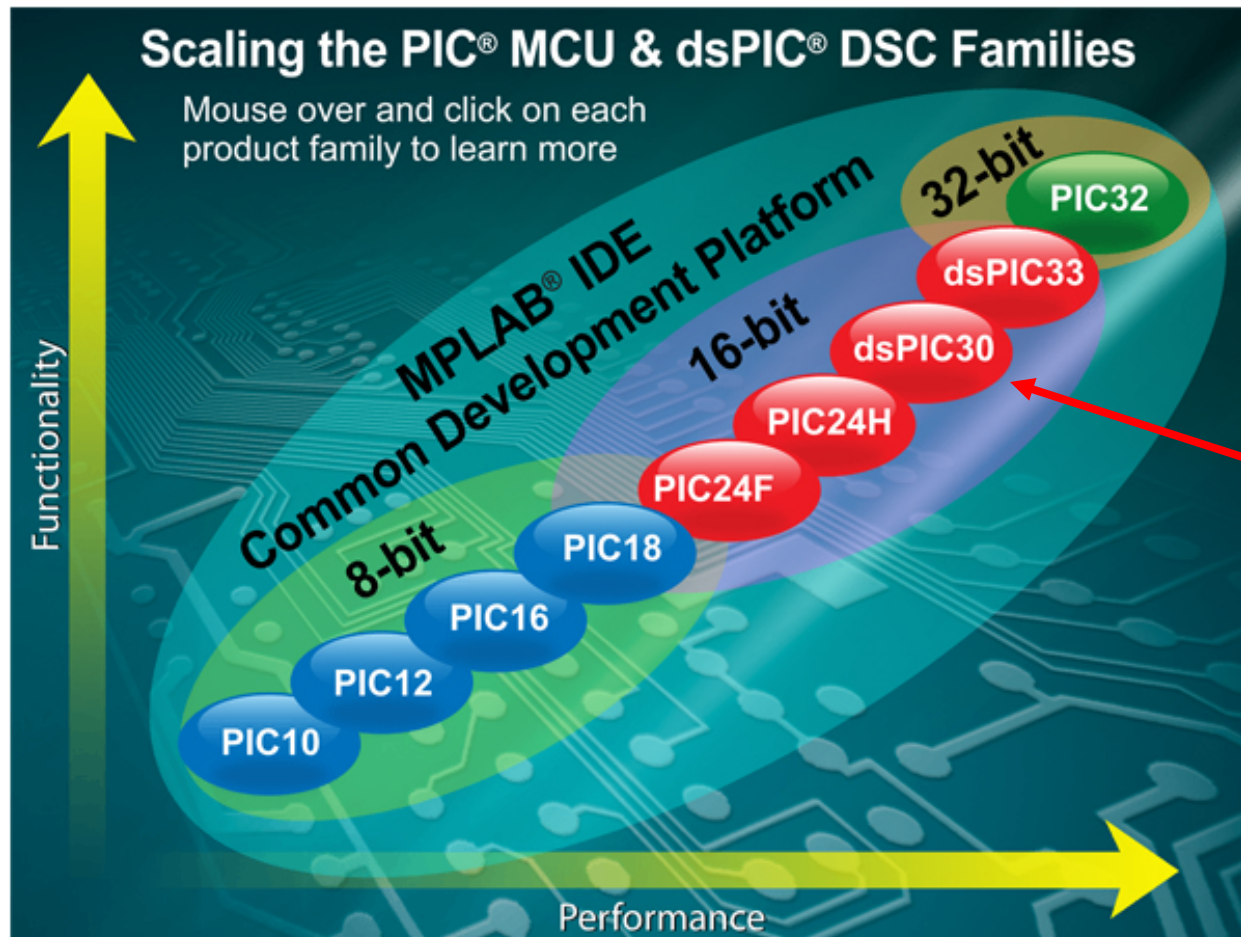 Scaling the PIC® MCU & dsPIC® DSC Families
Mouse over and click on each
product family to learn more
Functionality
MPLAB® IDE
Common Development Platform
32-bit
PIC32
dsPIC33
16-bit
dsPIC30
PIC24H
PIC24F
8-bit
PIC18
PIC16
PIC12
PIC10
Performance